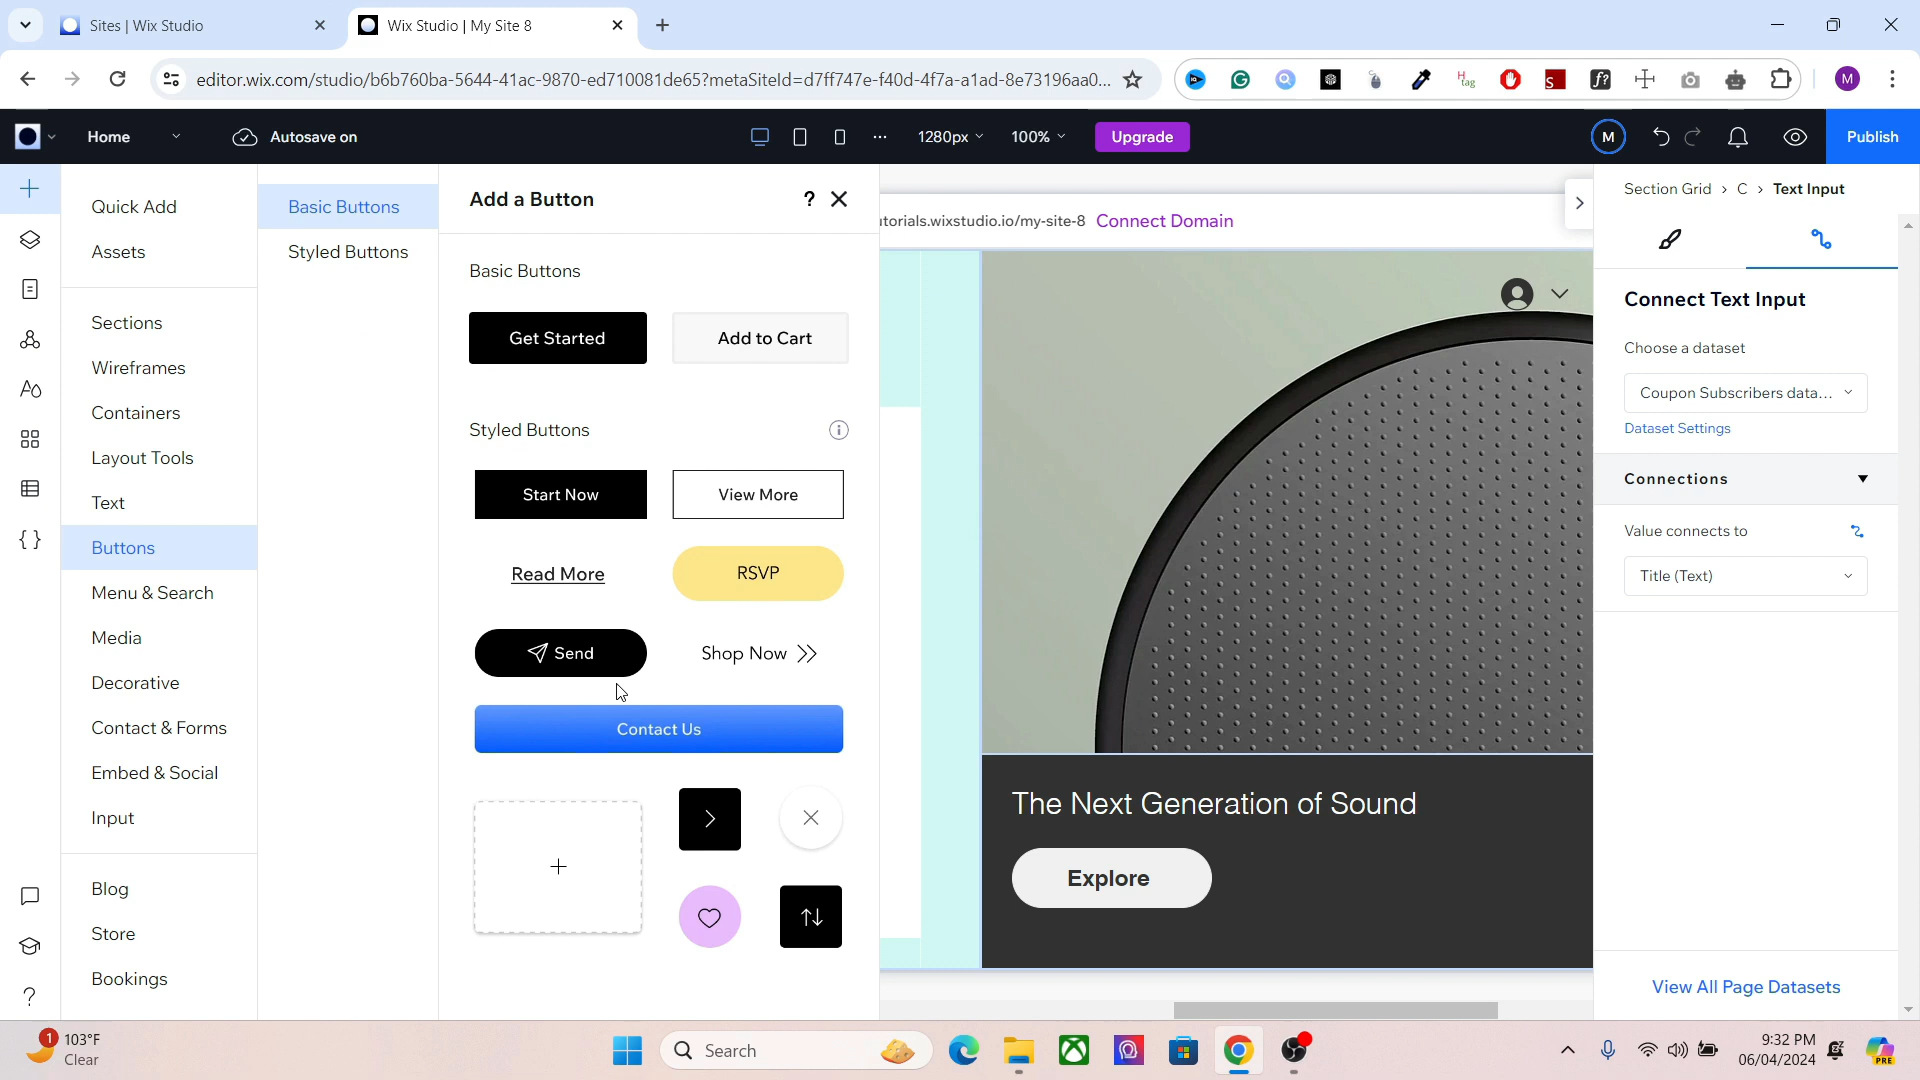 Sites | Wix Studio
Wix Studio | My Site 8
editor.wix.com/studio/b6b760ba-5644-41ac-9870-ed710081de65?metaSiteId=d7ff747e-f40d-4f7a-a1ad-8e73196aa0...
M
Home
Autosave on
1280px
100%
Upgrade
M
Publish
Quick Add
Assets
Sections
Wireframes
Containers
Layout Tools
Text
Buttons
Menu & Search
Media
Decorative
Contact & Forms
Embed & Social
Input
Blog
Store
Bookings
Basic Buttons
Styled Buttons
Add a Button
?
Basic Buttons
Get Started
Add to Cart
Styled Buttons
Start Now
View More
Read More
RSVP
Send
Shop Now
Contact Us
utorials.wixstudio.io/my-site-8 Connect Domain
The Next Generation of Sound
Explore
Section Grid > C > Text Input
Connect Text Input
Choose a dataset
Coupon Subscribers data...
Dataset Settings
Connections
Value connects to
Title (Text)
View All Page Datasets
1
103°F
Clear
Search
9:32 PM
06/04/2024
PRE